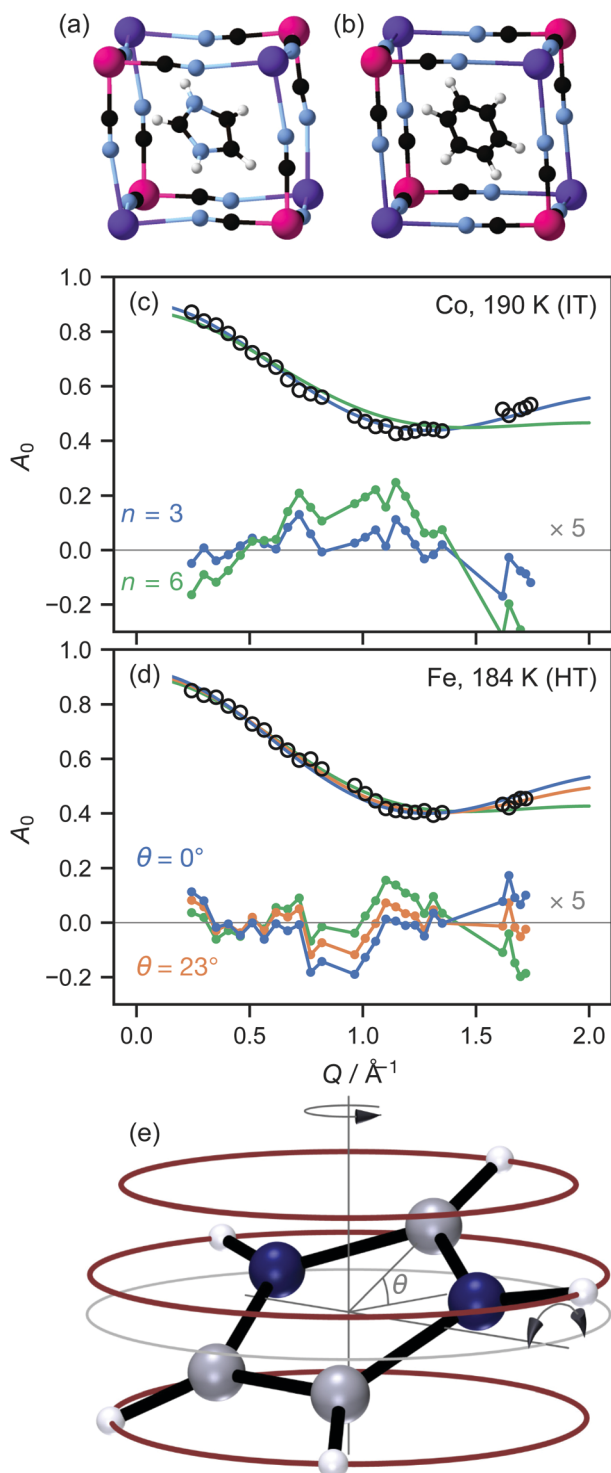 (a) (b)
(c) Co, 190 K (IT)
1.0
0.8
0.6
0.4
0.2
0.0
−0.2
A0
n = 3
n = 6
× 5
(d) Fe, 184 K (HT)
1.0
0.8
0.6
0.4
0.2
0.0
−0.2
A0
θ = 0°
θ = 23°
× 5
0.0 0.5 1.0 1.5 2.0
Q / Å-1
(e)
θ